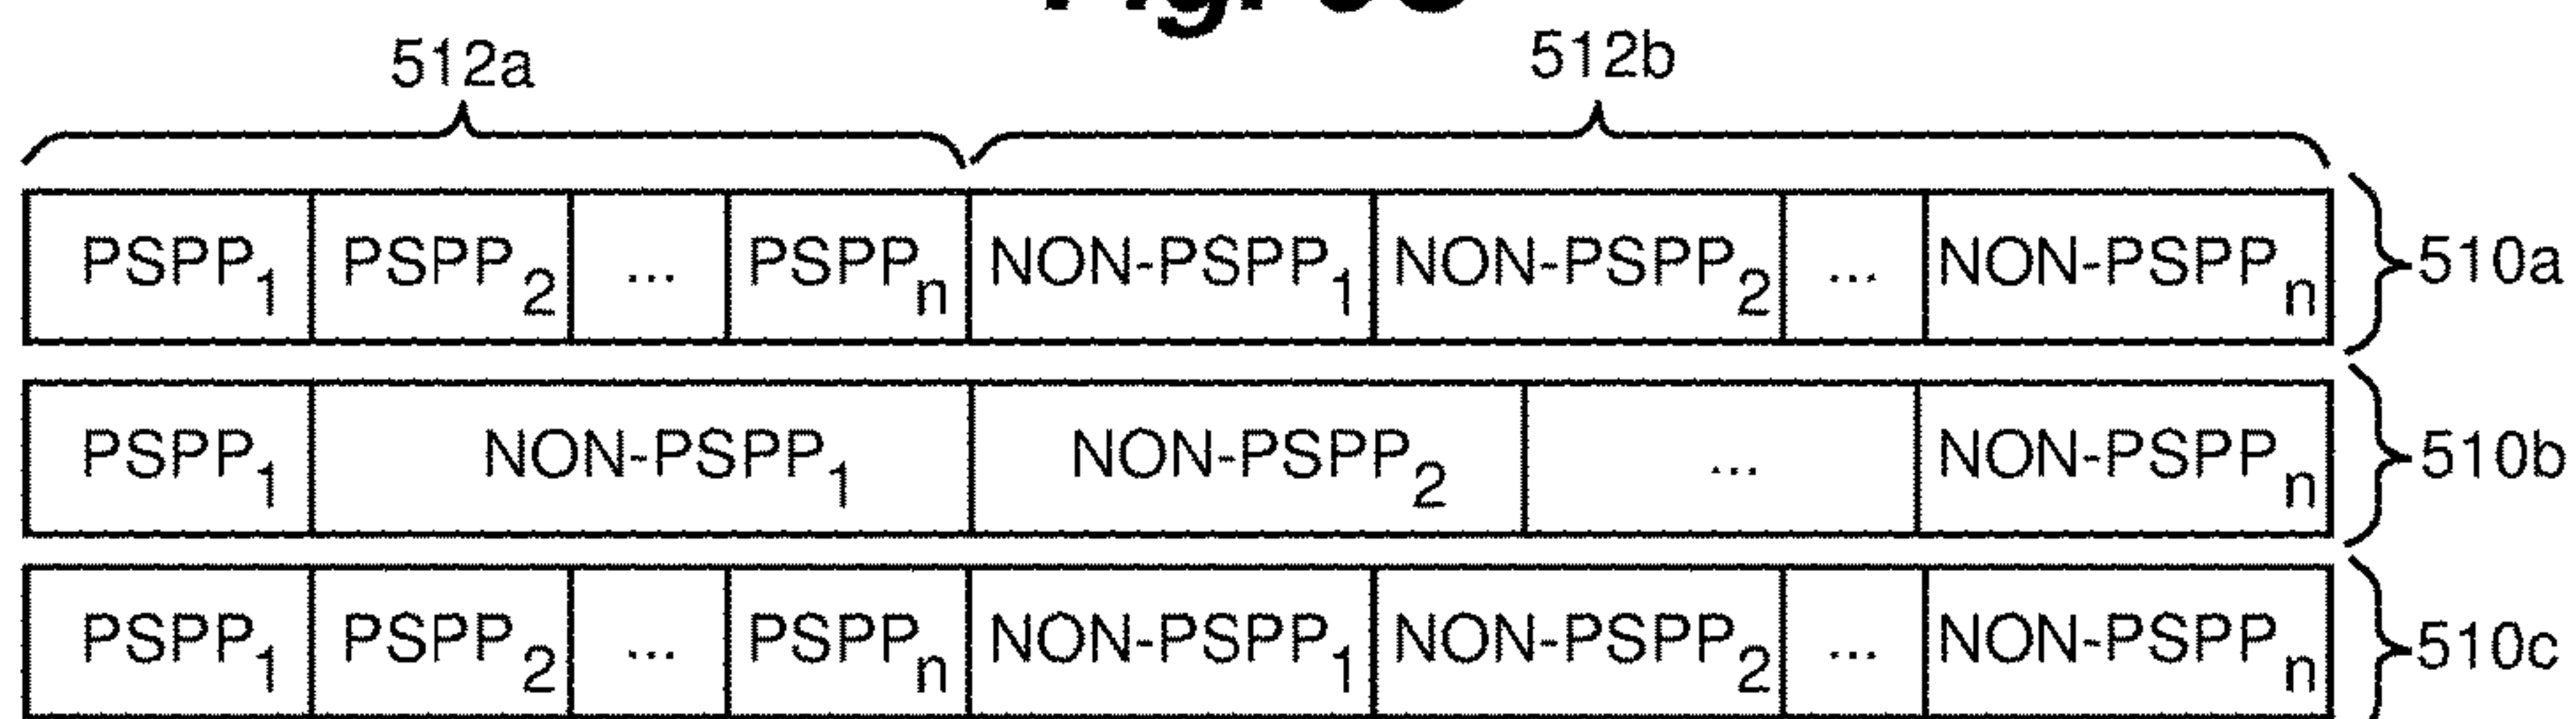 512a 512b
PSPP₁ PSPP₂ ... PSPPₙ NON-PSPP₁ NON-PSPP₂ ... NON-PSPPₙ 510a
PSPP₁ NON-PSPP₁ NON-PSPP₂ ... NON-PSPPₙ 510b
PSPP₁ PSPP₂ ... PSPPₙ NON-PSPP₁ NON-PSPP₂ ... NON-PSPPₙ 510c